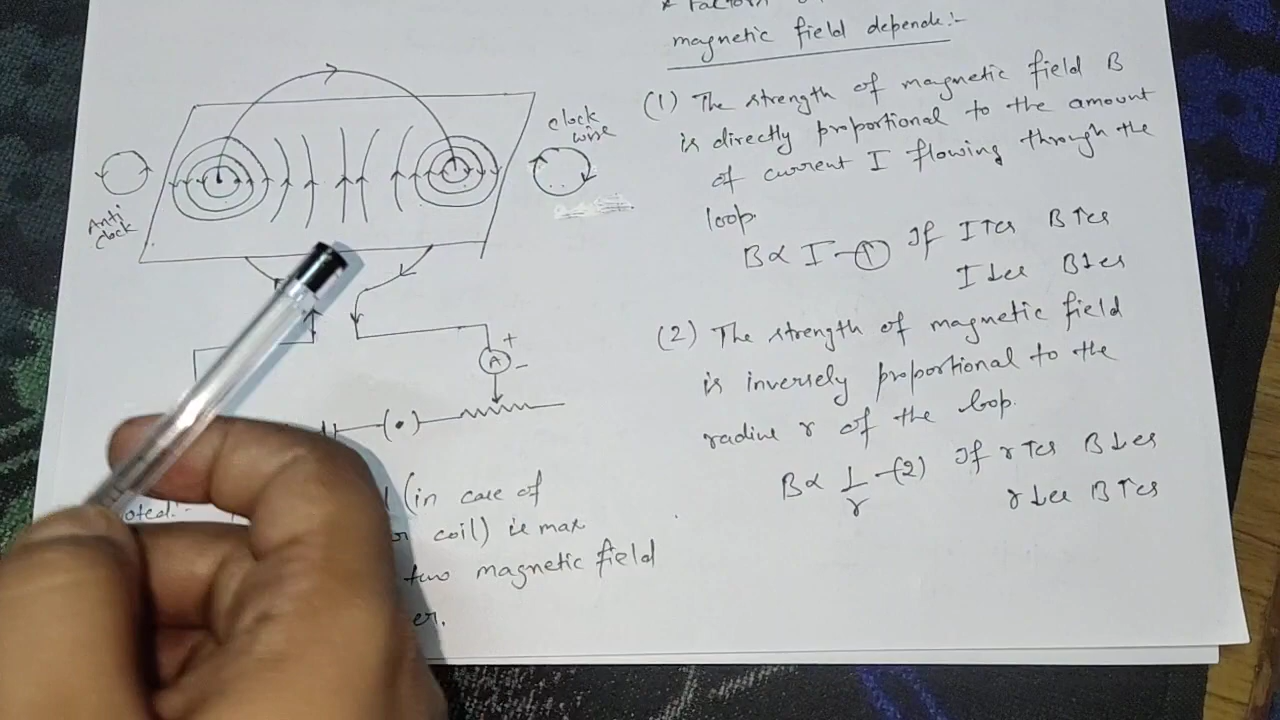 Anti
clock
clock
wise
A
+
-
oted:-
(in case of
coil) is max
two magnetic field
er.
magnetic field depends:-
(1) The strength of magnetic field B
is directly proportional to the amount
of current I flowing through the
loop.
B∝ I -① If I↑es B↑es
I↓es B↓es
(2) The strength of magnetic field
is inversely proportional to the
radius r of the loop.
B∝ 1/r -(2) If r↑es B↓es
r↓es B↑es